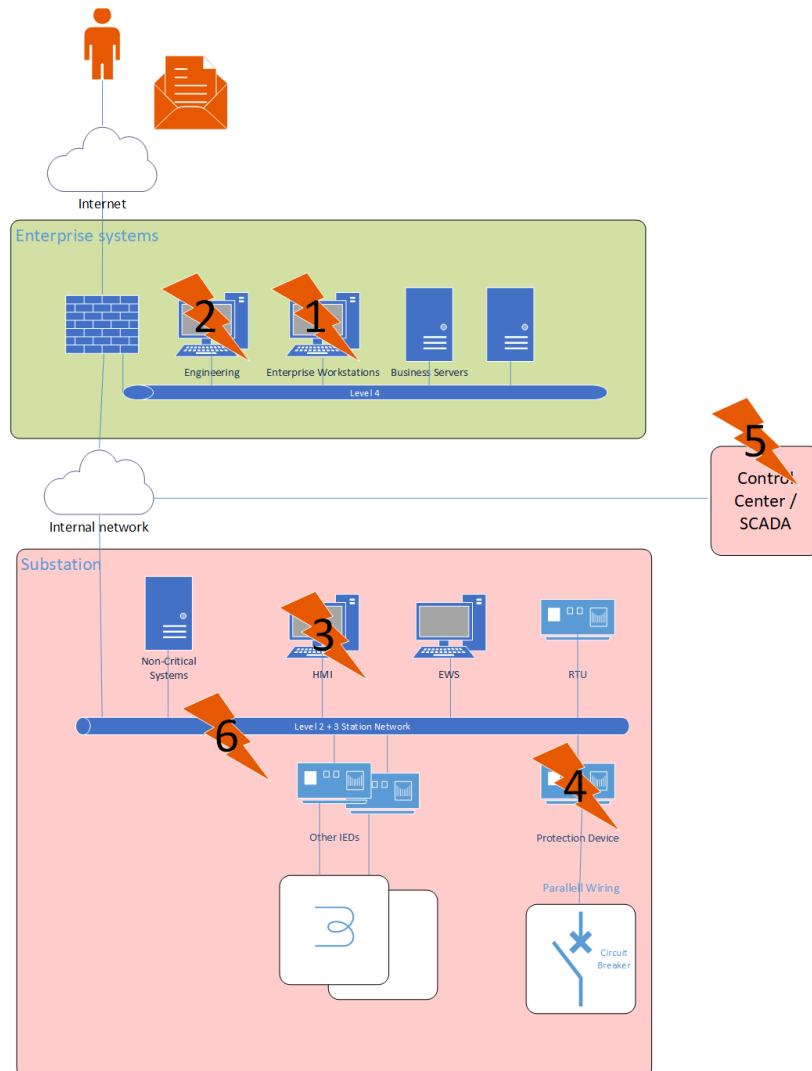 Internet
Enterprise systems
2
1
Engineering
Enterprise Workstations
Business Servers
Level 4
5
Control
Center /
SCADA
Internal network
Substation
3
Non-Critical
Systems
HMI
EWS
RTU
Level 2 + 3 Station Network
6
4
Other IEDs
Protection Device
Parallell Wiring
Circuit
Breaker